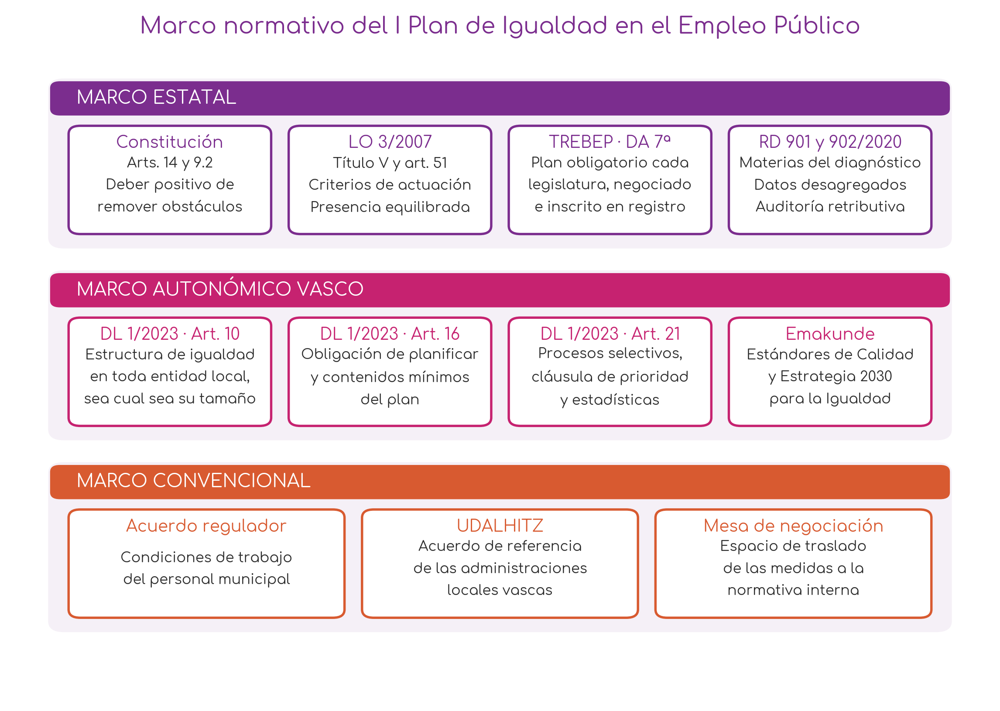 Marco normativo del I Plan de Igualdad en el Empleo Público
MARCO ESTATAL
Constitución
Arts. 14 y 9.2
Deber positivo de
remover obstáculos
LO 3/2007
Título V y art. 51
Criterios de actuación
Presencia equilibrada
TREBEP · DA 7ª
Plan obligatorio cada
legislatura, negociado
e inscrito en registro
RD 901 y 902/2020
Materias del diagnóstico
Datos desagregados
Auditoría retributiva
MARCO AUTONÓMICO VASCO
DL 1/2023 · Art. 10
Estructura de igualdad
en toda entidad local,
sea cual sea su tamaño
DL 1/2023 · Art. 16
Obligación de planificar
y contenidos mínimos
del plan
DL 1/2023 · Art. 21
Procesos selectivos,
cláusula de prioridad
y estadísticas
Emakunde
Estándares de Calidad
y Estrategia 2030
para la Igualdad
MARCO CONVENCIONAL
Acuerdo regulador
Condiciones de trabajo
del personal municipal
UDALHITZ
Acuerdo de referencia
de las administraciones
locales vascas
Mesa de negociación
Espacio de traslado
de las medidas a la
normativa interna